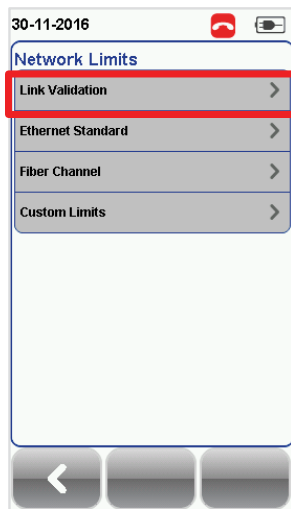 30-11-2016
Network Limits
Link Validation
Ethernet Standard
Fiber Channel
Custom Limits